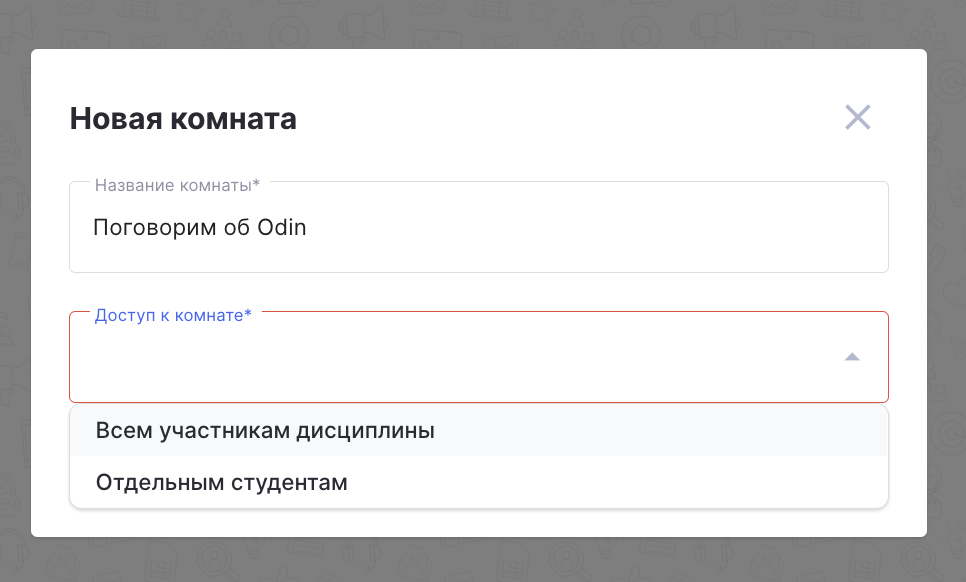 Новая комната
Название комнаты*
Поговорим об Odin
Доступ к комнате*
Всем участникам дисциплины
Отдельным студентам